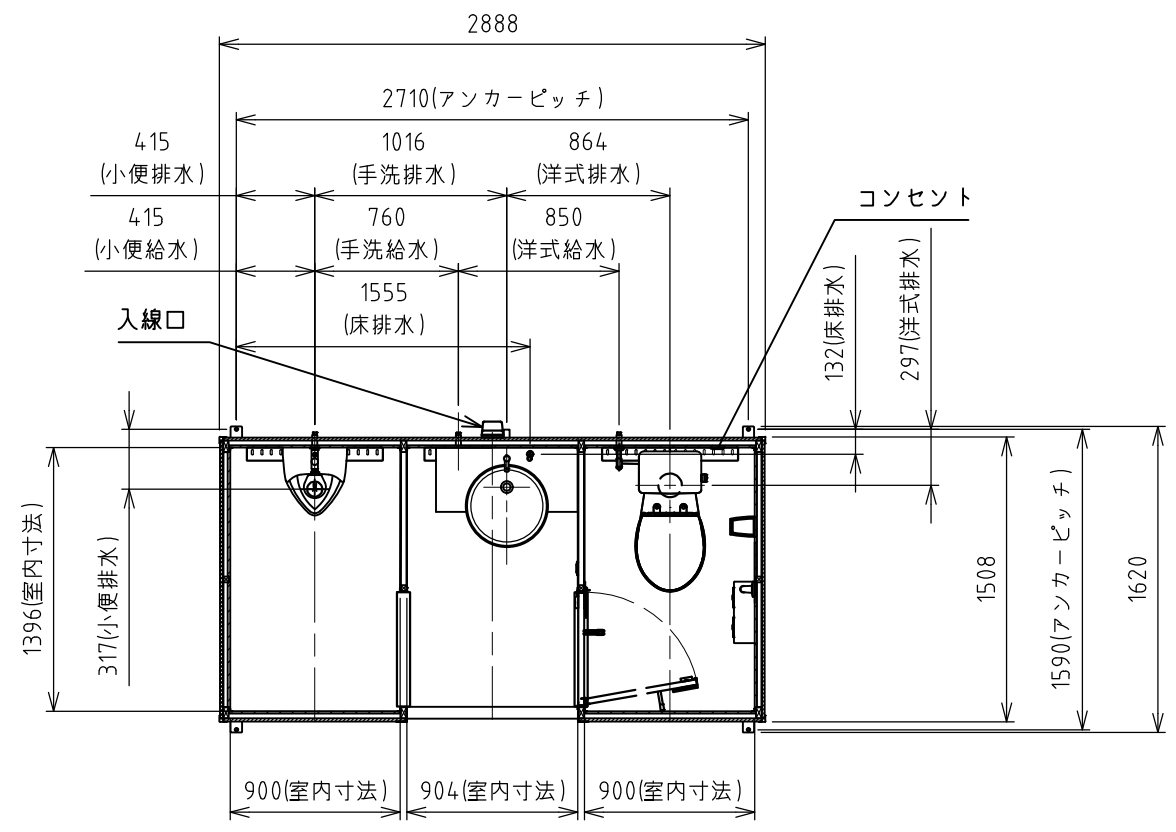 2888
2710(アンカーピッチ)
415
(小便排水)
1016
(手洗排水)
864
(洋式排水)
コンセント
415
(小便給水)
760
(手洗給水)
850
(洋式給水)
1555
(床排水)
入線口
132(床排水)
297(洋式排水)
1396(室内寸法)
317(小便排水)
1508
1590(アンカーピッチ)
1620
900(室内寸法)
904(室内寸法)
900(室内寸法)